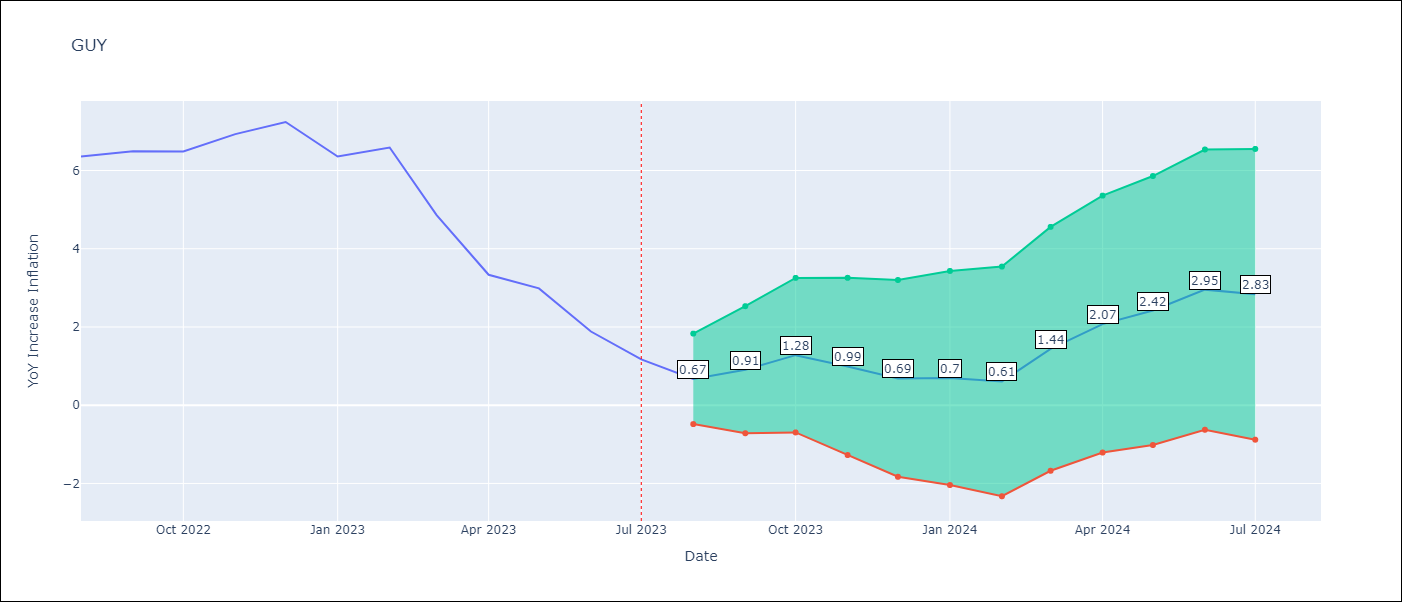 GUY
YoY Increase Inflation
6
4
2
0
−2
0.67
0.91
1.28
0.99
0.69
0.7
0.61
1.44
2.07
2.42
2.95
2.83
Oct 2022
Jan 2023
Apr 2023
Jul 2023
Oct 2023
Jan 2024
Apr 2024
Jul 2024
Date